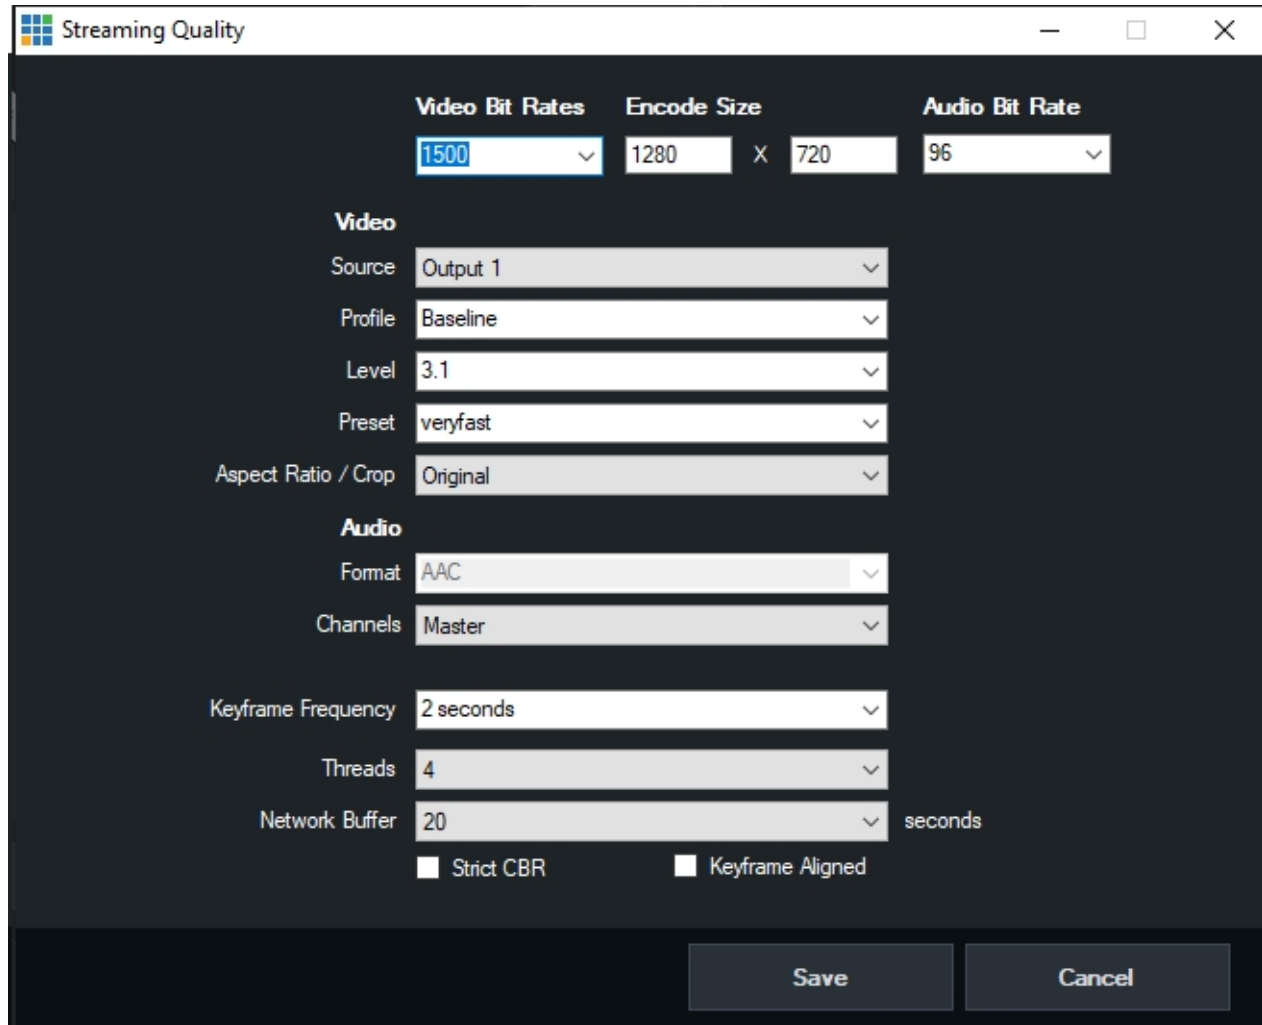 Streaming Quality
Video Bit Rates Encode Size Audio Bit Rate
1500 1280 X 720 96
Video
Source Output 1
Profile Baseline
Level 3.1
Preset veryfast
Aspect Ratio / Crop Original
Audio
Format AAC
Channels Master
Keyframe Frequency 2 seconds
Threads 4
Network Buffer 20 seconds
Strict CBR Keyframe Aligned
Save Cancel